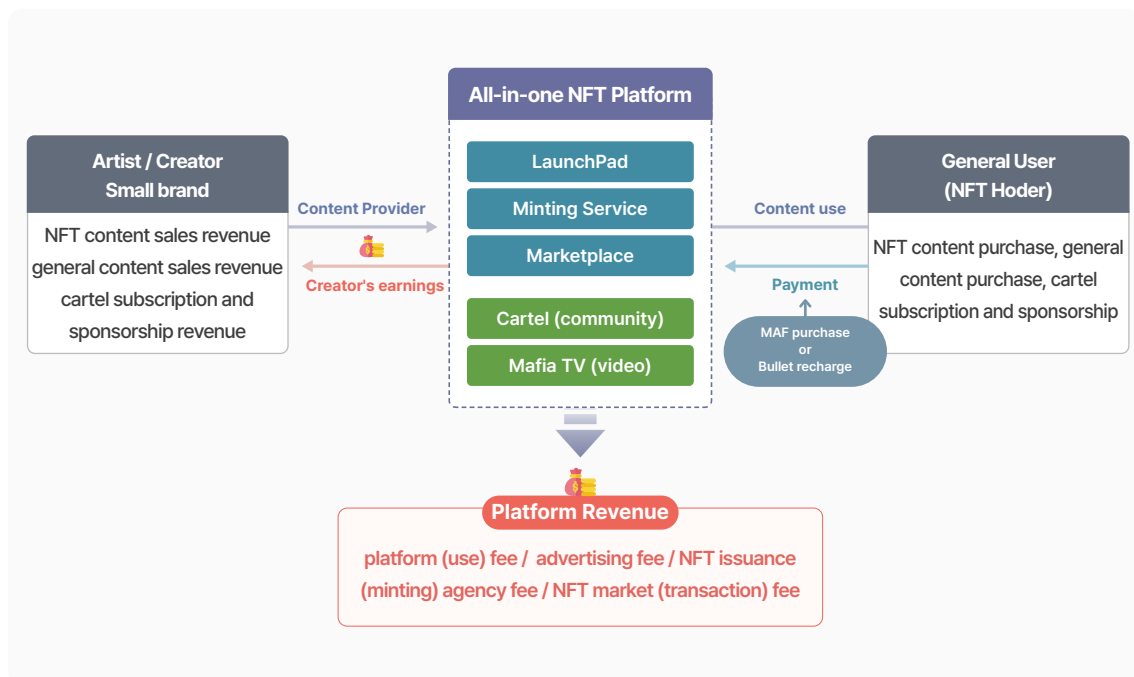 All-in-one NFT Platform
LaunchPad
Minting Service
Marketplace
Cartel (community)
Mafia TV (video)
Artist / Creator
Small brand
NFT content sales revenue
general content sales revenue
cartel subscription and
sponsorship revenue
Content Provider
Creator's earnings
Content use
Payment
MAF purchase
or
Bullet recharge
General User
(NFT Hoder)
NFT content purchase, general
content purchase, cartel
subscription and sponsorship
Platform Revenue
platform (use) fee / advertising fee / NFT issuance
(minting) agency fee / NFT market (transaction) fee